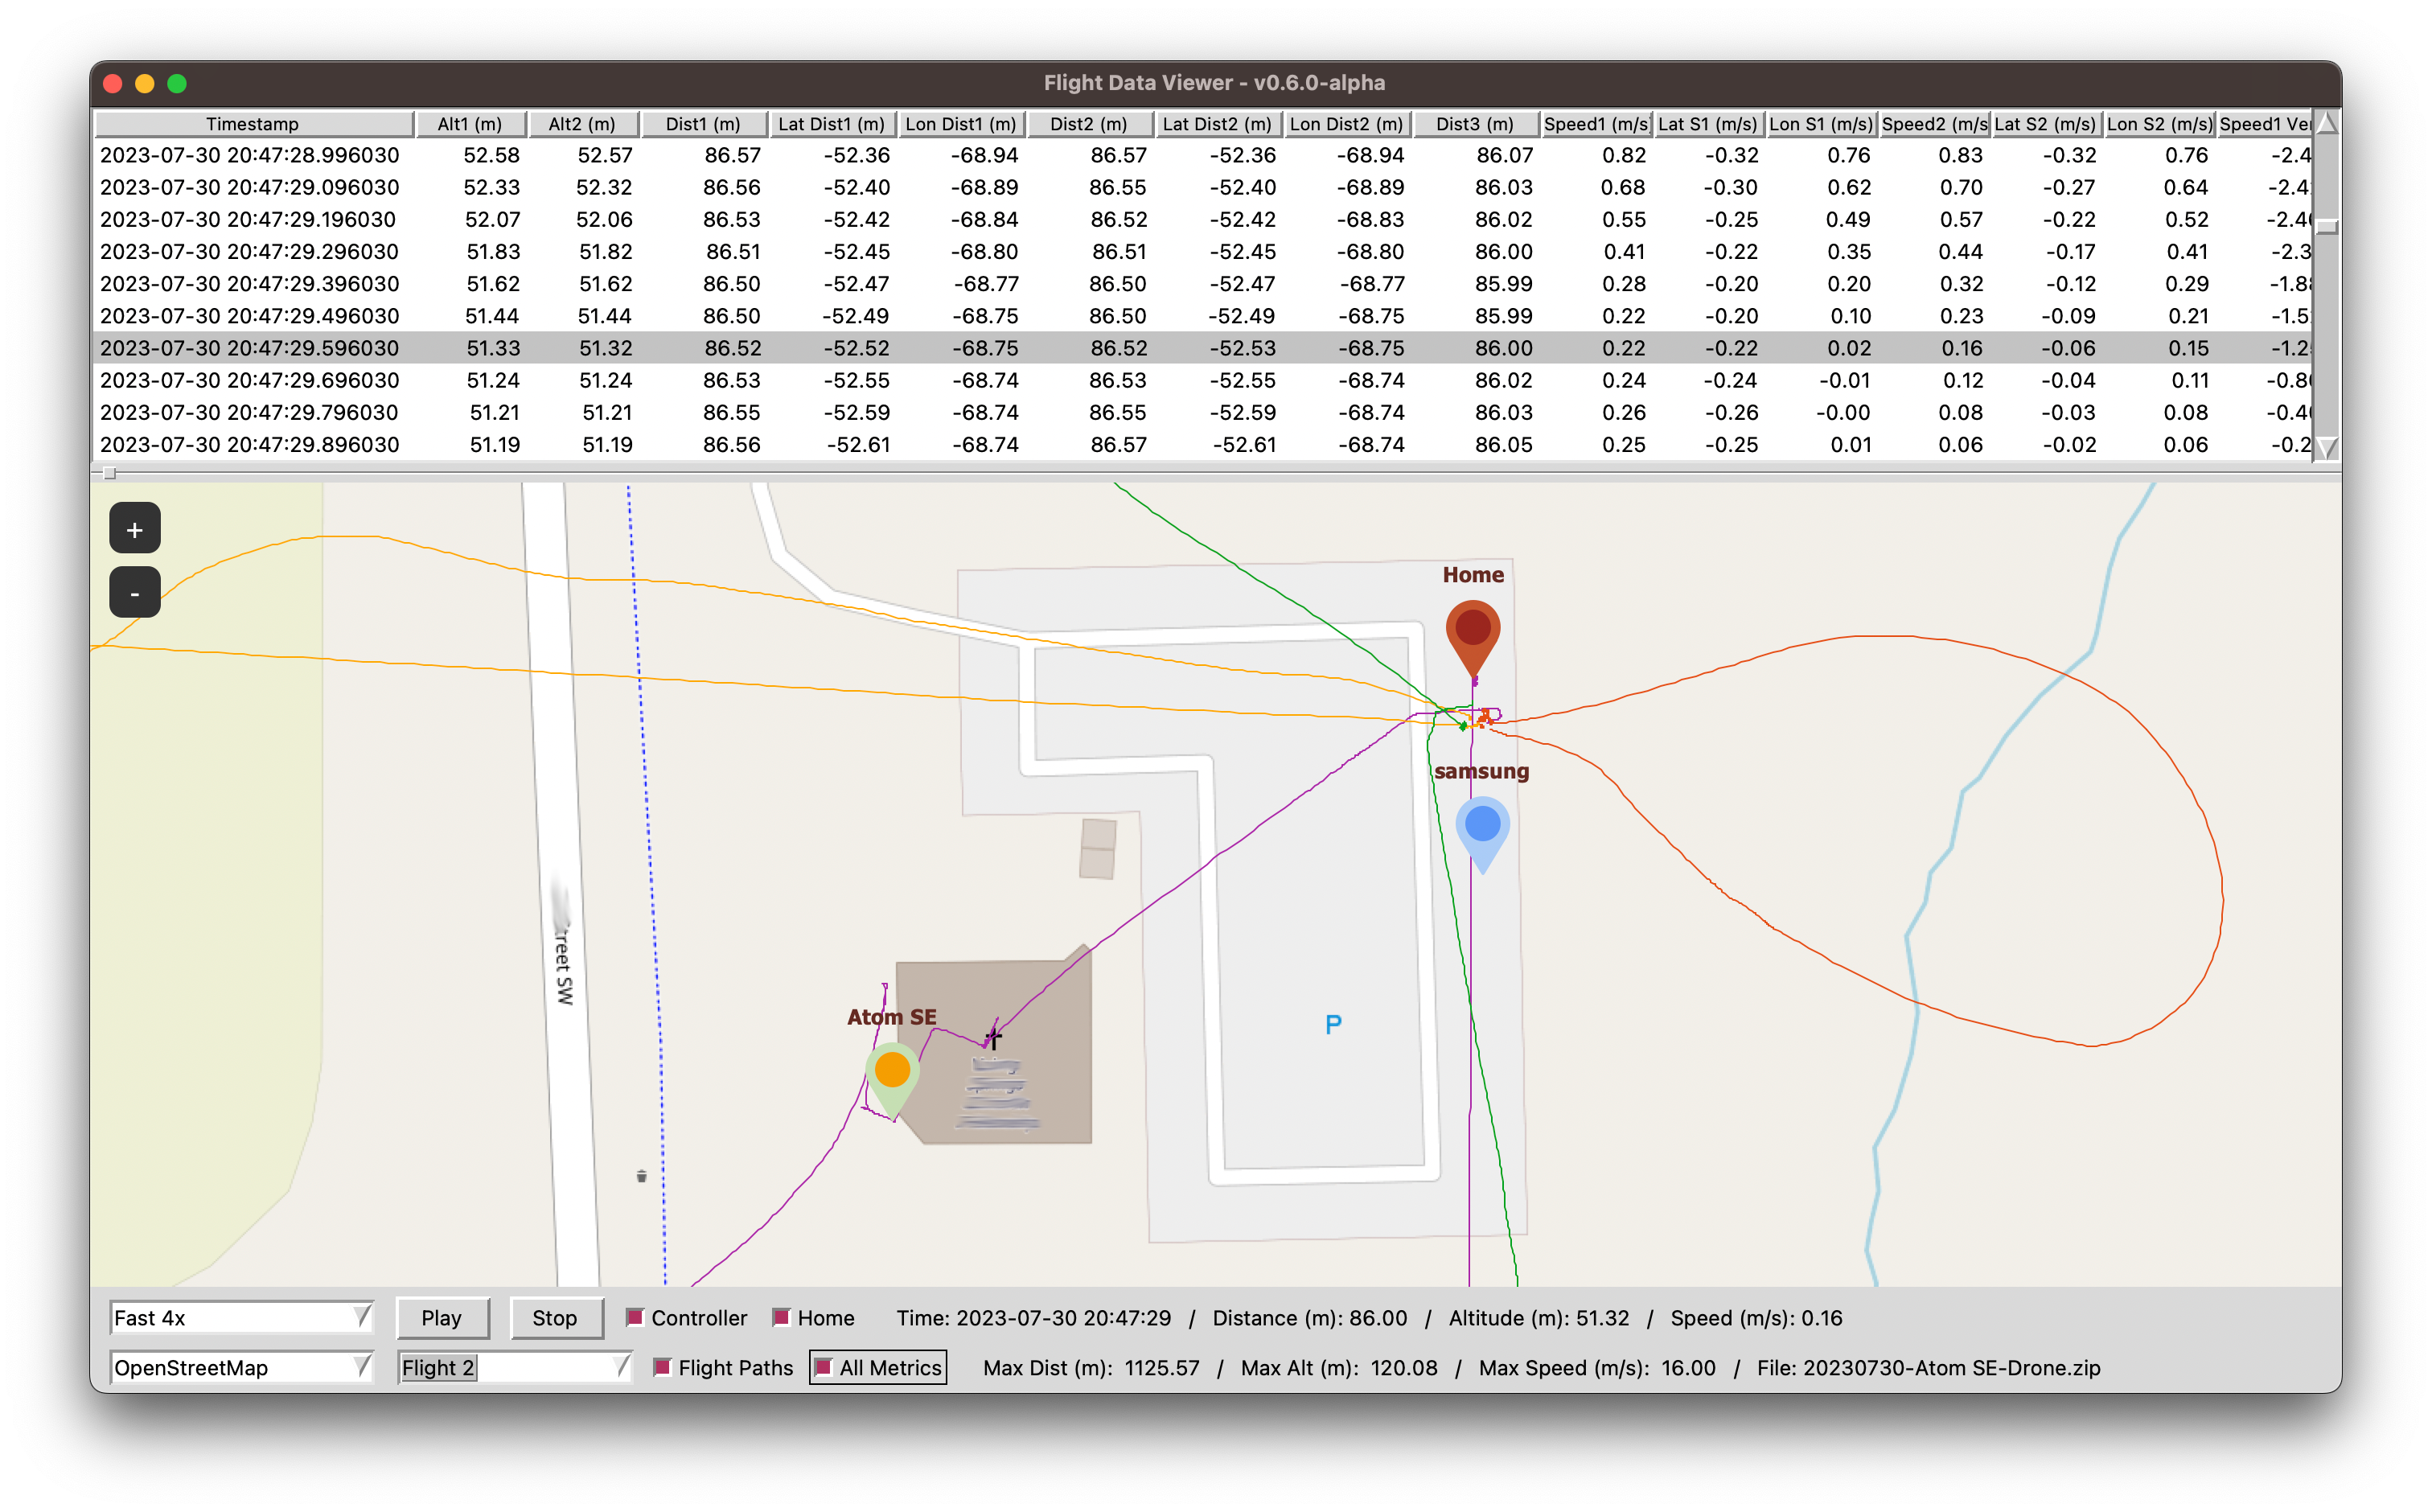 Flight Data Viewer - v0.6.0-alpha
Timestamp Alt1 (m) Alt2 (m) Dist1 (m) Lat Dist1 (m) Lon Dist1 (m) Dist2 (m) Lat Dist2 (m) Lon Dist2 (m) Dist3 (m) Speed1 (m/s) Lat S1 (m/s) Lon S1 (m/s) Speed2 (m/s Lat S2 (m/s) Lon S2 (m/s) Speed1 Ver
2023-07-30 20:47:28.996030 52.58 52.57 86.57 -52.36 -68.94 86.57 -52.36 -68.94 86.07 0.82 -0.32 0.76 0.83 -0.32 0.76 -2.4
2023-07-30 20:47:29.096030 52.33 52.32 86.56 -52.40 -68.89 86.55 -52.40 -68.89 86.03 0.68 -0.30 0.62 0.70 -0.27 0.64 -2.4
2023-07-30 20:47:29.196030 52.07 52.06 86.53 -52.42 -68.84 86.52 -52.42 -68.83 86.02 0.55 -0.25 0.49 0.57 -0.22 0.52 -2.4
2023-07-30 20:47:29.296030 51.83 51.82 86.51 -52.45 -68.80 86.51 -52.45 -68.80 86.00 0.41 -0.22 0.35 0.44 -0.17 0.41 -2.3
2023-07-30 20:47:29.396030 51.62 51.62 86.50 -52.47 -68.77 86.50 -52.47 -68.77 85.99 0.28 -0.20 0.20 0.32 -0.12 0.29 -1.8
2023-07-30 20:47:29.496030 51.44 51.44 86.50 -52.49 -68.75 86.50 -52.49 -68.75 85.99 0.22 -0.20 0.10 0.23 -0.09 0.21 -1.5
2023-07-30 20:47:29.596030 51.33 51.32 86.52 -52.52 -68.75 86.52 -52.53 -68.75 86.00 0.22 -0.22 0.02 0.16 -0.06 0.15 -1.2
2023-07-30 20:47:29.696030 51.24 51.24 86.53 -52.55 -68.74 86.53 -52.55 -68.74 86.02 0.24 -0.24 -0.01 0.12 -0.04 0.11 -0.8
2023-07-30 20:47:29.796030 51.21 51.21 86.55 -52.59 -68.74 86.55 -52.59 -68.74 86.03 0.26 -0.26 -0.00 0.08 -0.03 0.08 -0.4
2023-07-30 20:47:29.896030 51.19 51.19 86.56 -52.61 -68.74 86.57 -52.61 -68.74 86.05 0.25 -0.25 0.01 0.06 -0.02 0.06 -0.2
+
-
Home
samsung
treet SW
Atom SE
P
Fast 4x Play Stop Controller Home Time: 2023-07-30 20:47:29 / Distance (m): 86.00 / Altitude (m): 51.32 / Speed (m/s): 0.16
OpenStreetMap Flight 2 Flight Paths All Metrics Max Dist (m): 1125.57 / Max Alt (m): 120.08 / Max Speed (m/s): 16.00 / File: 20230730-Atom SE-Drone.zip